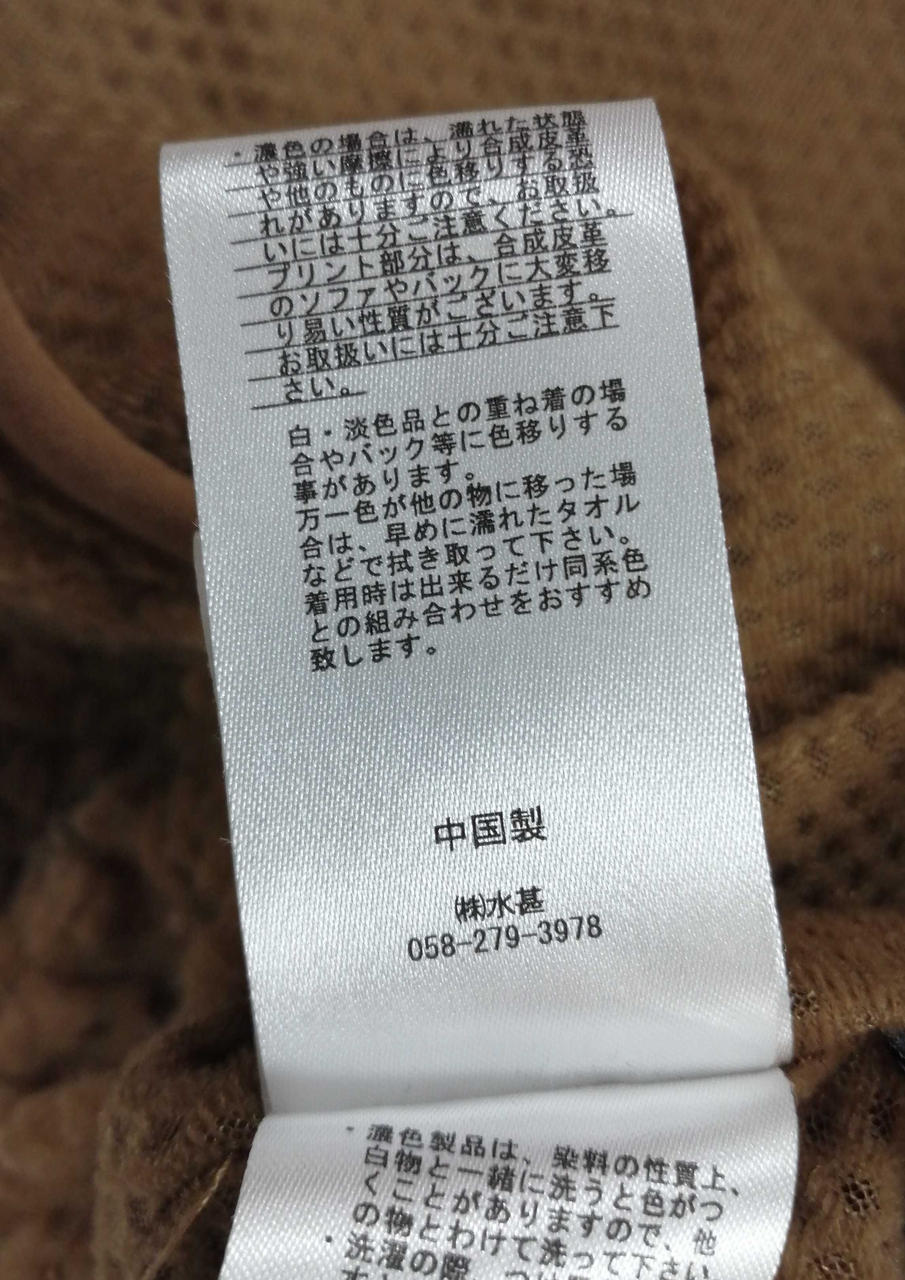 ・濃色の場合は、濡れた状態
や強い摩擦により合成皮革
や他のものに色移りする恐
れがありますので、お取扱
いには十分ご注意ください。
プリント部分は、合成皮革
のソファやバックに大変移
り易い性質がございます。
お取扱いには十分ご注意下
さい。
白・淡色品との重ね着の場
合やバック等に色移りする
事があります。
万一色が他の物に移った場
合は、早めに濡れたタオル
などで拭き取って下さい。
着用時は出来るだけ同系色
との組み合わせをおすすめ
致します。
中国製
㈱水甚
058-279-3978
・濃色製品は、染料の性質上、
白物と一緒に洗うと色がつ
くことがありますので、他
の物とわけて洗って下さい
・洗濯の際